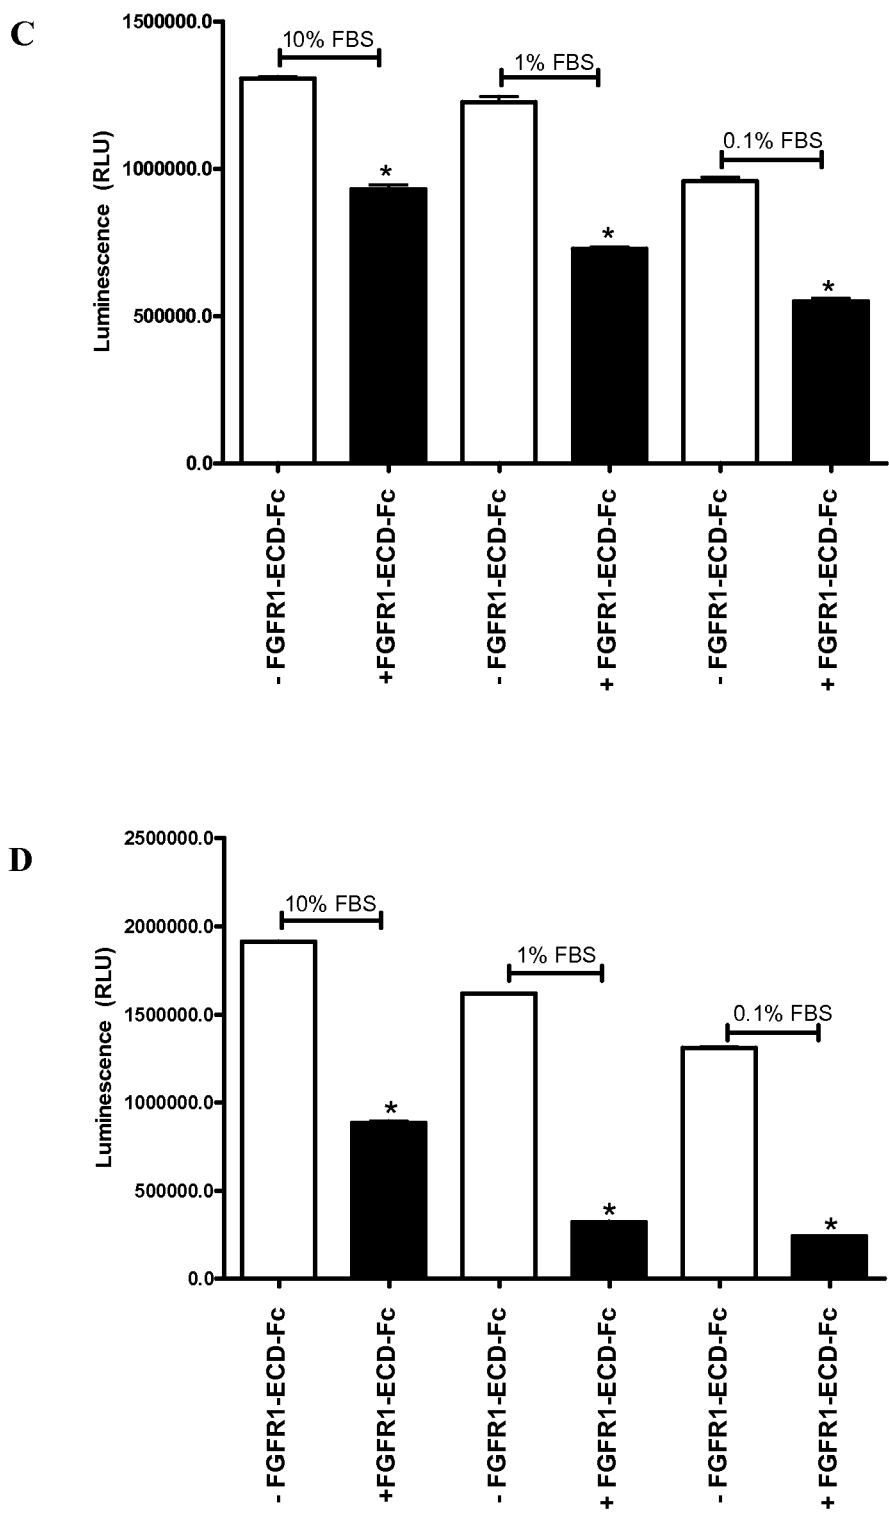 C
1500000.0
1000000.0
500000.0
0.0
Luminescence (RLU)
10% FBS
1% FBS
0.1% FBS
*
*
*
- FGFR1-ECD-Fc
+FGFR1-ECD-Fc
- FGFR1-ECD-Fc
+ FGFR1-ECD-Fc
- FGFR1-ECD-Fc
+ FGFR1-ECD-Fc
D
2500000.0
2000000.0
1500000.0
1000000.0
500000.0
0.0
Luminescence (RLU)
10% FBS
1% FBS
0.1% FBS
*
*
*
- FGFR1-ECD-Fc
+FGFR1-ECD-Fc
- FGFR1-ECD-Fc
+ FGFR1-ECD-Fc
- FGFR1-ECD-Fc
+ FGFR1-ECD-Fc